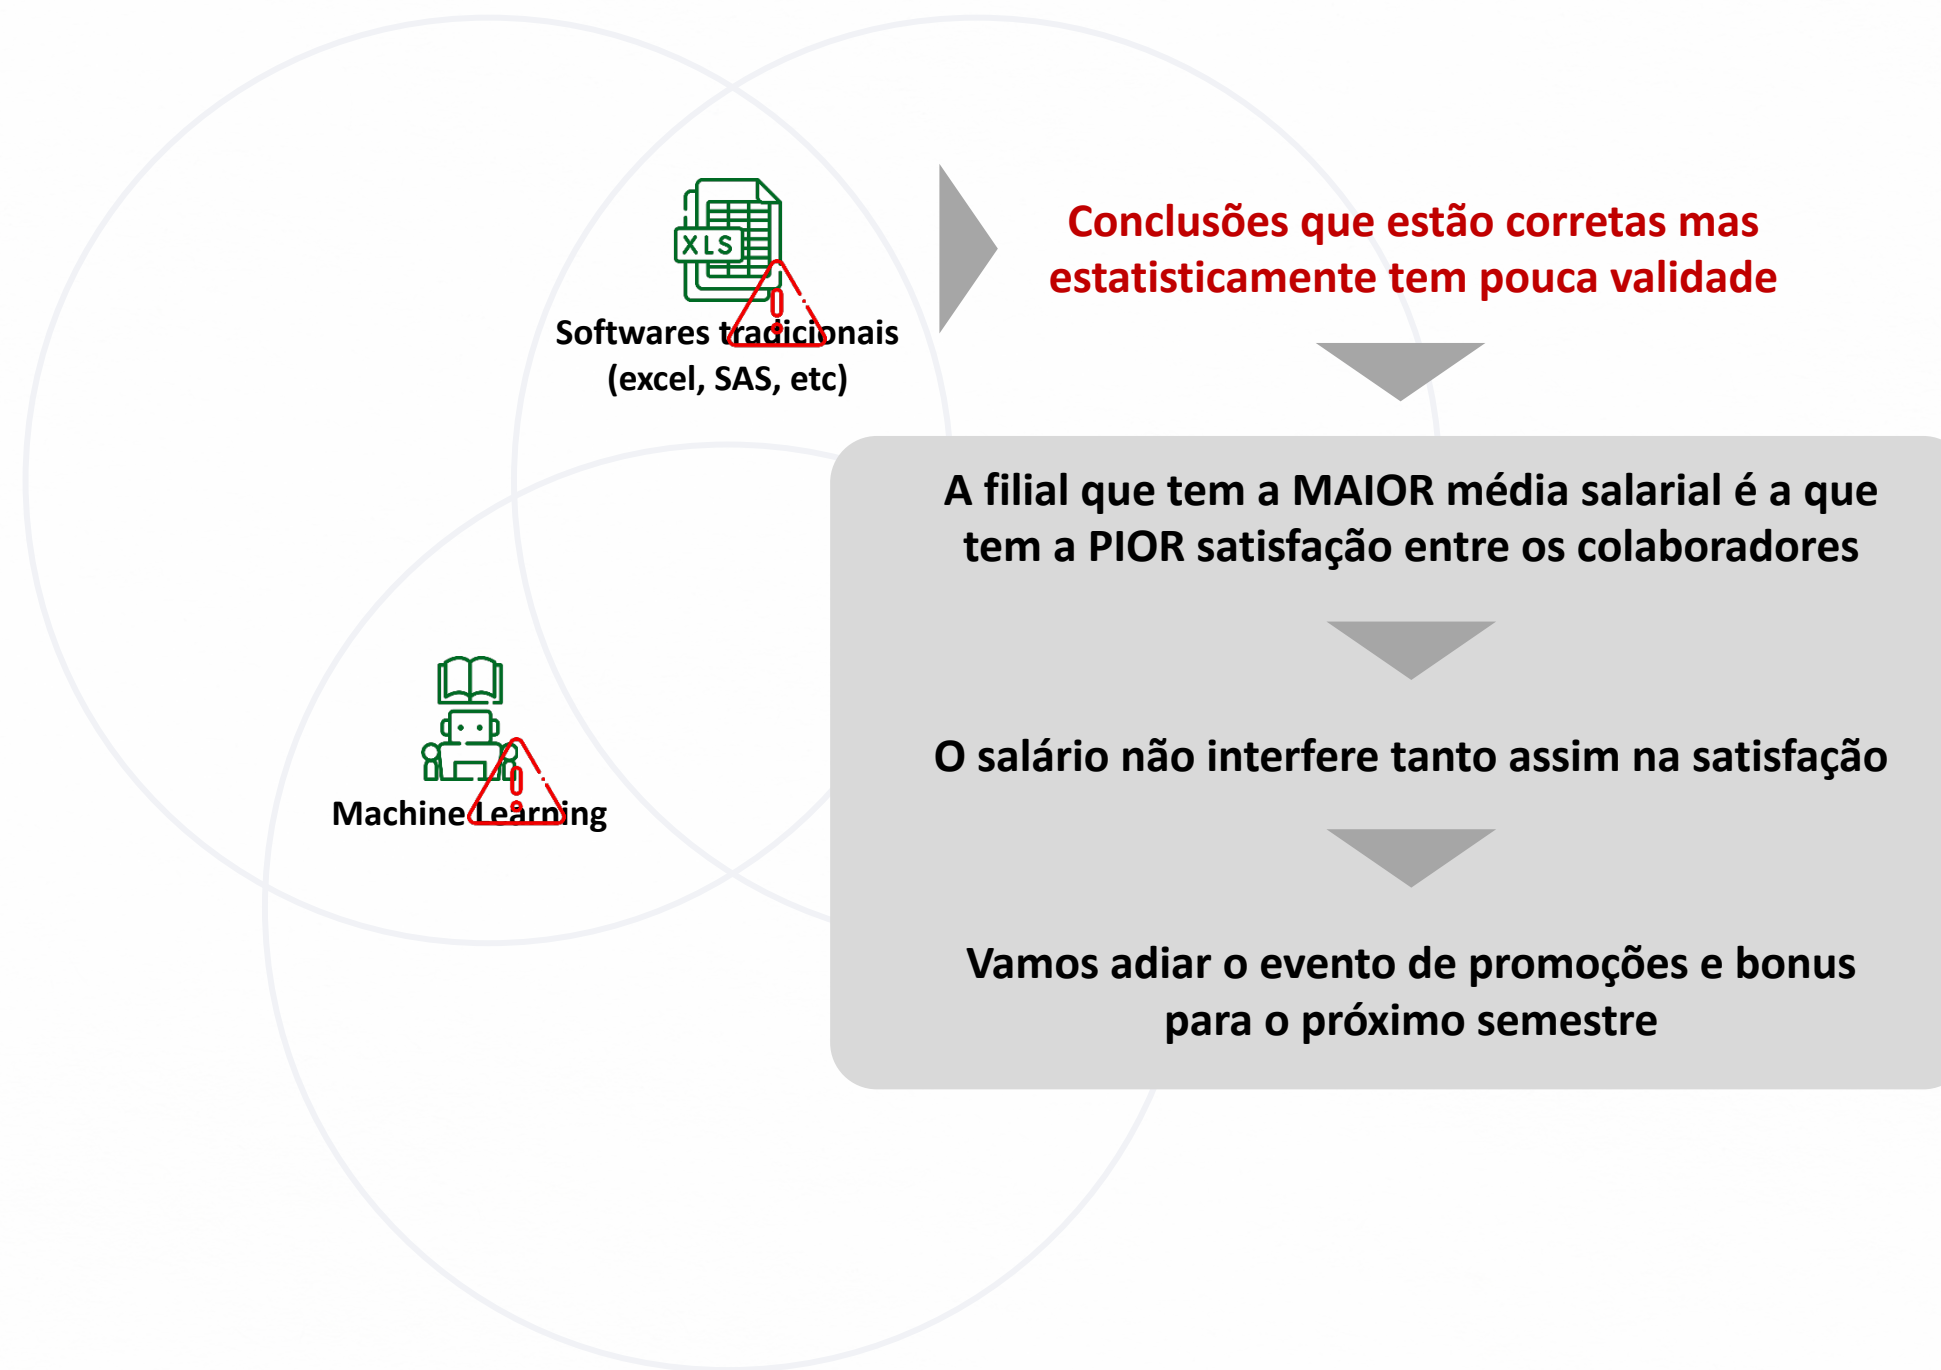 XLS
Softwares tradicionais
(excel, SAS, etc)
Conclusões que estão corretas mas
estatisticamente tem pouca validade
A filial que tem a MAIOR média salarial é a que
tem a PIOR satisfação entre os colaboradores
O salário não interfere tanto assim na satisfação
Vamos adiar o evento de promoções e bonus
para o próximo semestre
Machine Learning